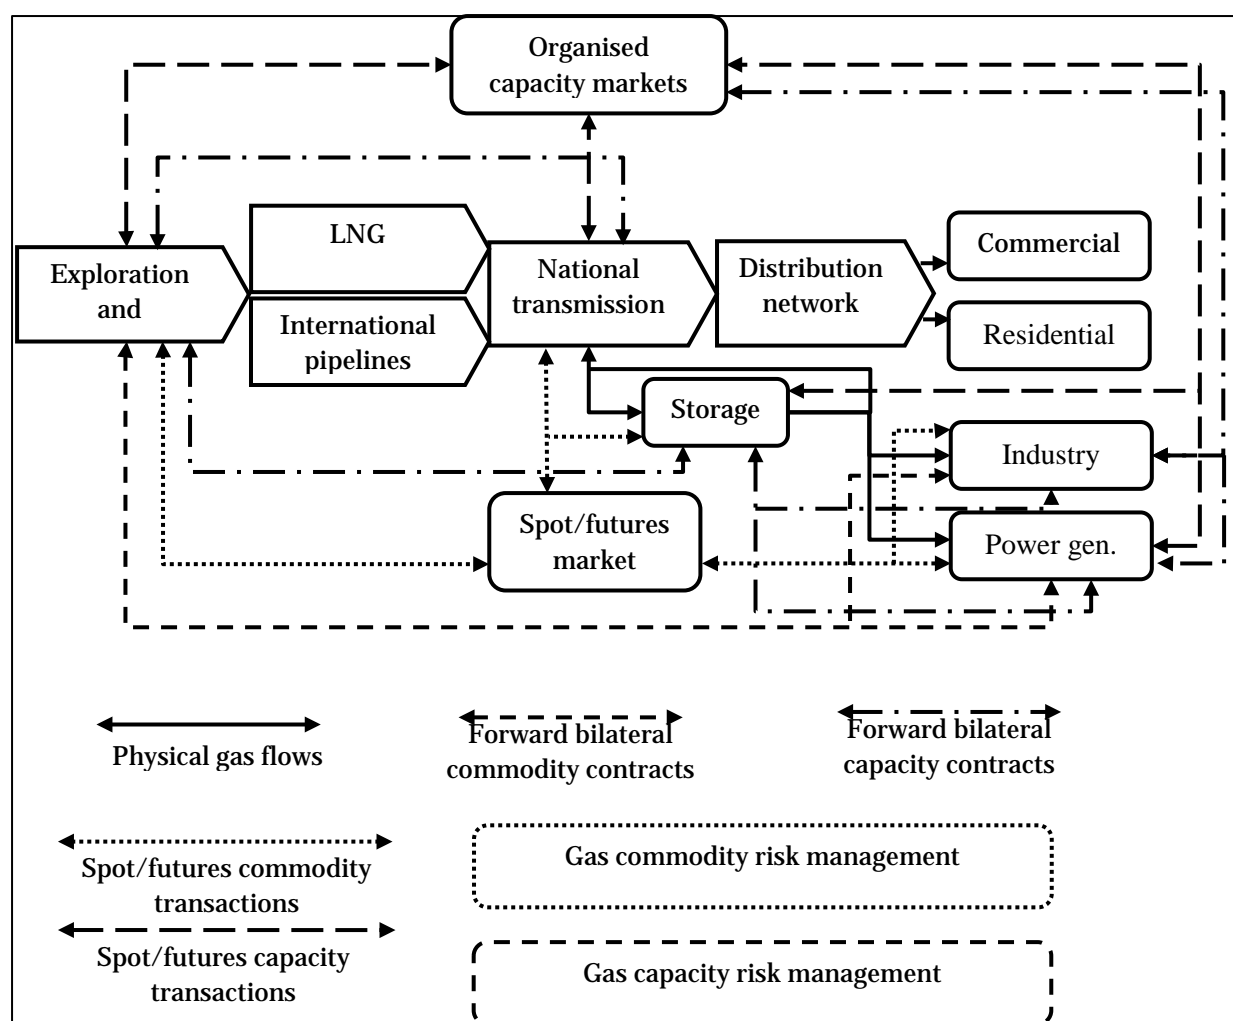 Organised
capacity markets
LNG
Exploration
and
International
pipelines
National
transmission
Distribution
network
Commercial
Residential
Storage
Industry
Spot/futures
market
Power gen.
Physical gas flows
Forward bilateral
commodity contracts
Forward bilateral
capacity contracts
Spot/futures commodity
transactions
Gas commodity risk management
Spot/futures capacity
transactions
Gas capacity risk management